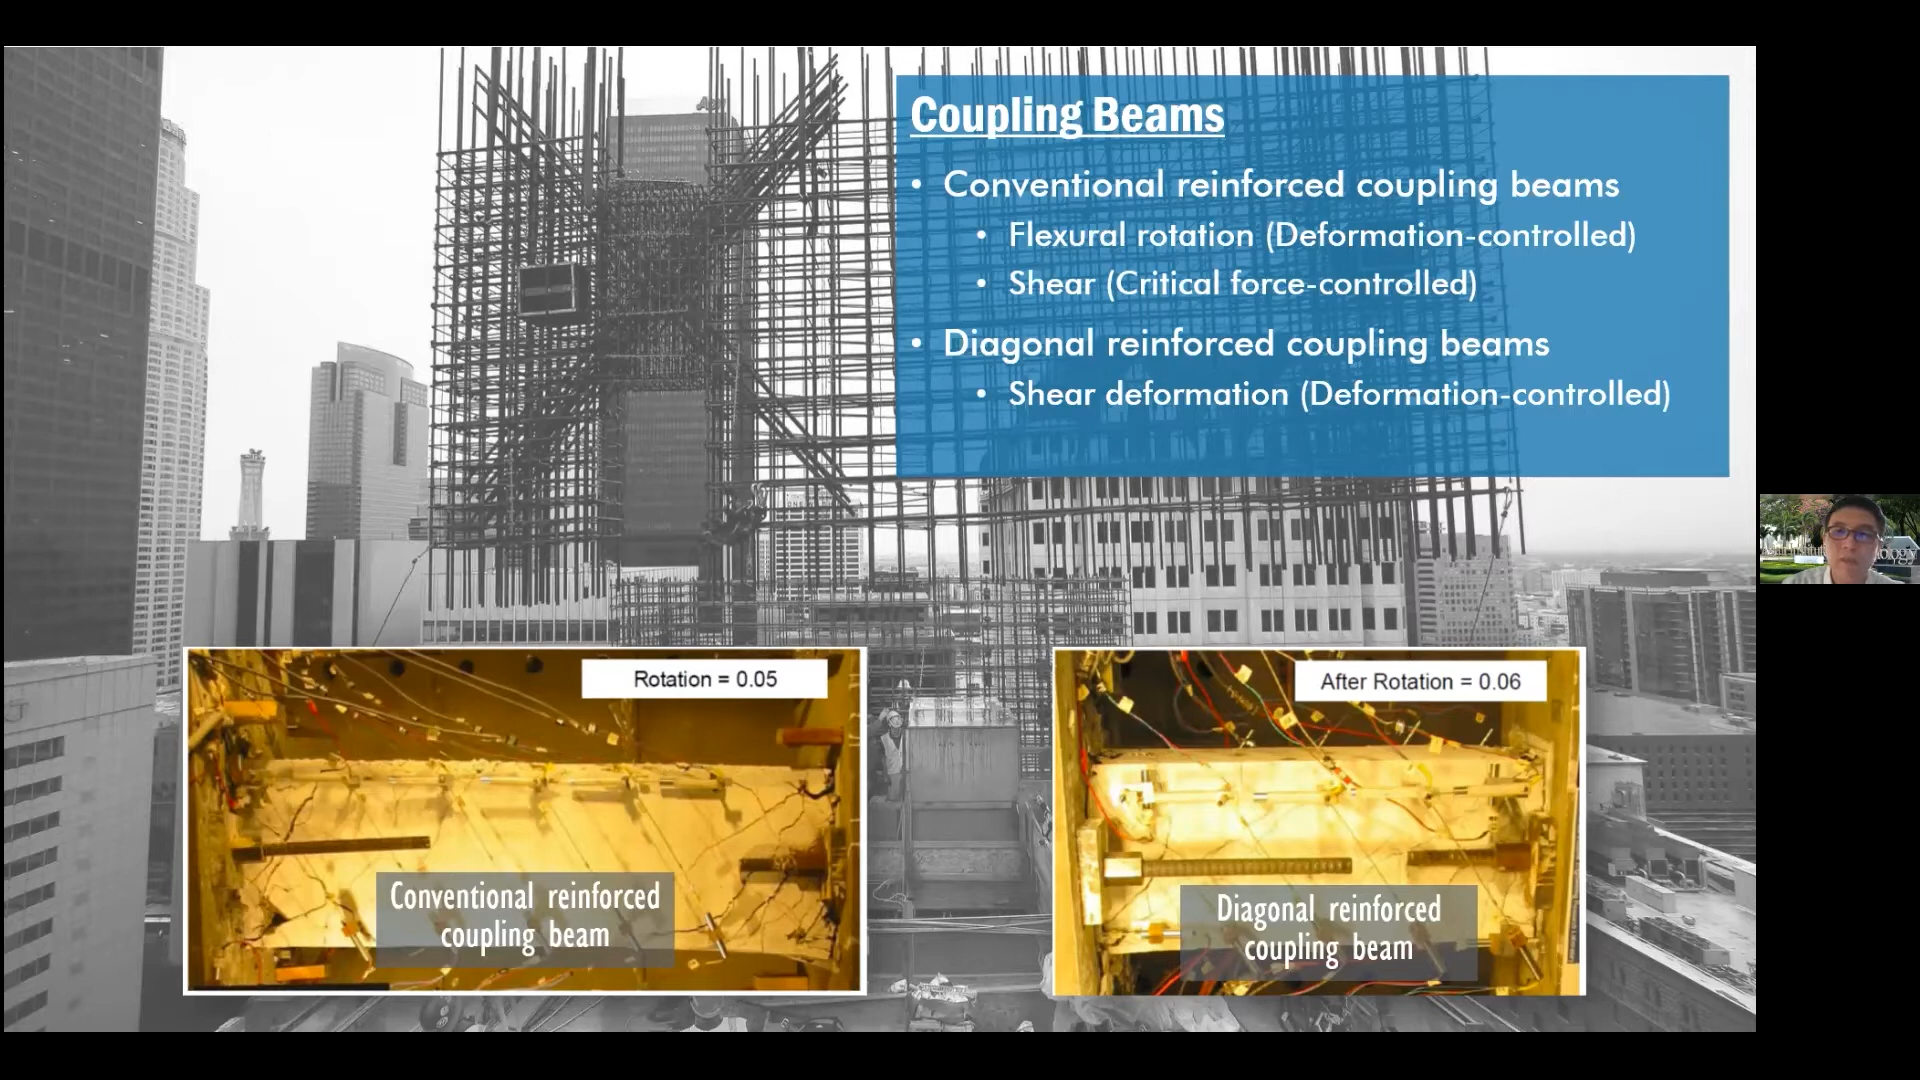 Coupling Beams
• Conventional reinforced coupling beams
• Flexural rotation (Deformation-controlled)
• Shear (Critical force-controlled)
• Diagonal reinforced coupling beams
• Shear deformation (Deformation-controlled)
Rotation = 0.05
Conventional reinforced
coupling beam
After Rotation = 0.06
Diagonal reinforced
coupling beam